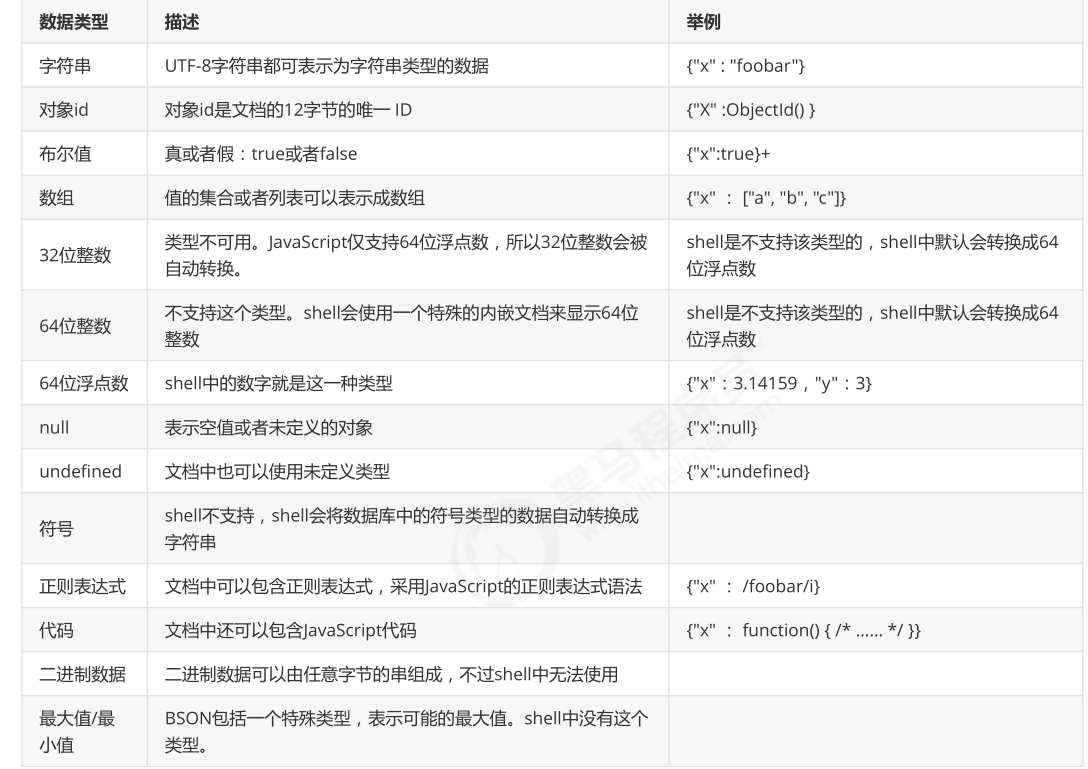 数据类型 描述 举例
字符串 UTF-8字符串都可表示为字符串类型的数据 {"x" : "foobar"}
对象id 对象id是文档的12字节的唯一 ID {"X" :ObjectId() }
布尔值 真或者假：true或者false {"x":true}+
数组 值的集合或者列表可以表示成数组 {"x" ： ["a", "b", "c"]}
32位整数 类型不可用。JavaScript仅支持64位浮点数，所以32位整数会被
自动转换。 shell是不支持该类型的，shell中默认会转换成64
位浮点数
64位整数 不支持这个类型。shell会使用一个特殊的内嵌文档来显示64位
整数 shell是不支持该类型的，shell中默认会转换成64
位浮点数
64位浮点数 shell中的数字就是这一种类型 {"x"：3.14159，"y"：3}
null 表示空值或者未定义的对象 {"x":null}
undefined 文档中也可以使用未定义类型 {"x":undefined}
符号 shell不支持，shell会将数据库中的符号类型的数据自动转换成
字符串
正则表达式 文档中可以包含正则表达式，采用JavaScript的正则表达式语法 {"x" ： /foobar/i}
代码 文档中还可以包含JavaScript代码 {"x" ： function() { /* …… */ }}
二进制数据 二进制数据可以由任意字节的串组成，不过shell中无法使用
最大值/最
小值 BSON包括一个特殊类型，表示可能的最大值。shell中没有这个
类型。
黑马程序员
www.itheima.com